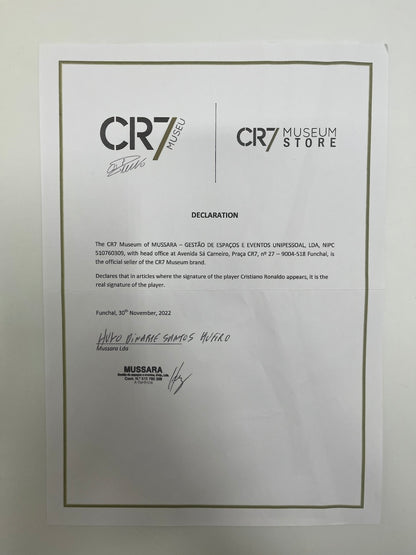 CR7 MUSEU
CR7 MUSEUM
STORE
DECLARATION
The CR7 Museum of MUSSARA – GESTÃO DE ESPAÇOS E EVENTOS UNIPESSOAL, LDA, NIPC
510760309, with head office at Avenida Sá Carneiro, Praça CR7, nº 27 – 9004-518 Funchal, is
the official seller of the CR7 Museum brand.
Declares that in articles where the signature of the player Cristiano Ronaldo appears, it is the
real signature of the player.
Funchal, 30th November, 2022
SANTOS
Mussara Lda
MUSSARA